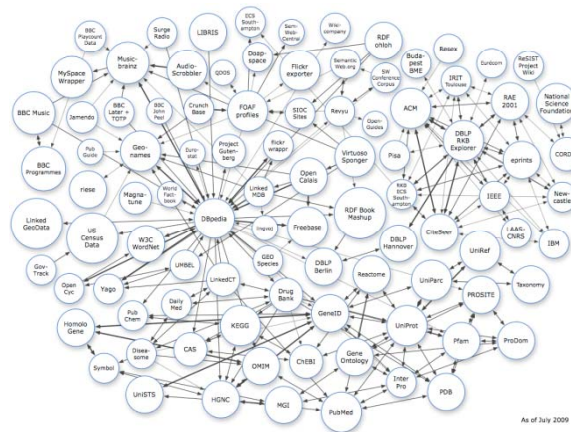 BBC
Playcount
Data
Surge
Radio
LIBRIS
ECS
South-
ampton
Sem-
Web-
Central
Wiki-
company
RDF
ohloh
Buda-
pest
BME
Resex
Eurécom
ReSIST
Project
Wiki
Music-
brainz
Audio-
Scrobbler
QDOS
Doap-
space
Flickr
exporter
Semantic
Web.org
SW
Conference
Corpus
IRIT
Toulouse
RAE
2001
National
Science
Foundation
MySpace
Wrapper
BBC Music
Jamendo
BBC
Later +
TOTP
BBC
John
Peel
Crunch
Base
FOAF
profiles
SIOC
Sites
Revyu
Open-
Guides
ACM
DBLP
RKB
Explorer
BBC
Programmes
Pub
Guide
Geo-
names
Euro-
stat
Project
Guten-
berg
flickr
wrappr
Virtuoso
Sponger
Pisa
eprints
CORDIS
riese
Magna-
tune
World
Fact-
book
Linked
MDB
Open
Calais
RKB
ECS
South-
ampton
IEEE
New-
castle
Linked
GeoData
US
Census
Data
W3C
WordNet
DBpedia
lingvoj
Freebase
RDF Book
Mashup
DBLP
Hannover
CiteSeer
LAAS-
CNRS
IBM
Gov-
Track
Open
Cyc
Yago
UMBEL
GEO
Species
DBLP
Berlin
Reactome
UniParc
UniRef
Taxonomy
LinkedCT
Daily
Med
Drug
Bank
PROSITE
Homolo
Gene
Pub
Chem
KEGG
GeneID
UniProt
Pfam
ProDom
Symbol
Disea-
some
CAS
ChEBI
Gene
Ontology
Inter
Pro
PDB
UniSTS
HGNC
OMIM
MGI
PubMed
As of July 2009